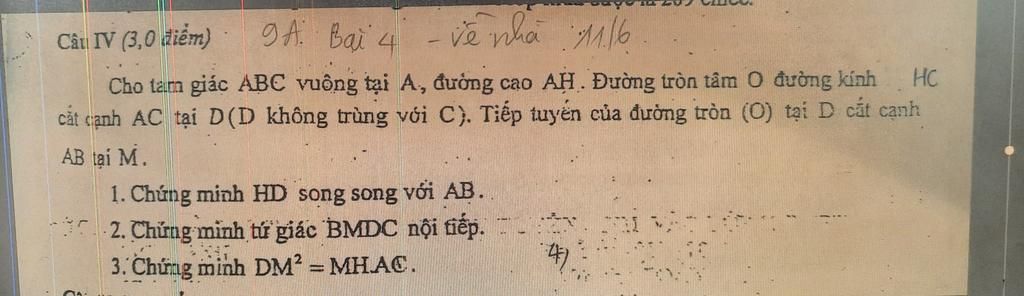 Câu IV (3,0 điểm) 9A. Bài 4 - về nhà 11/6
Cho tam giác ABC vuông tại A, đường cao AH. Đường tròn tâm O đường kính HC
cắt cạnh AC tại D(D không trùng với C). Tiếp tuyến của đường tròn (O) tại D cắt cạnh
AB tại M.
1. Chứng minh HD song song với AB.
2. Chứng minh tứ giác BMDC nội tiếp.
3. Chứng minh DM² = MH.AC.
4)